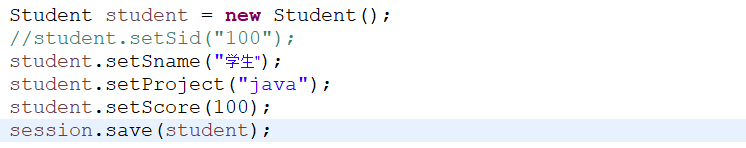 Student student = new Student();
//student.setSid("100");
student.setSname("学生");
student.setProject("java");
student.setScore(100);
session.save(student);